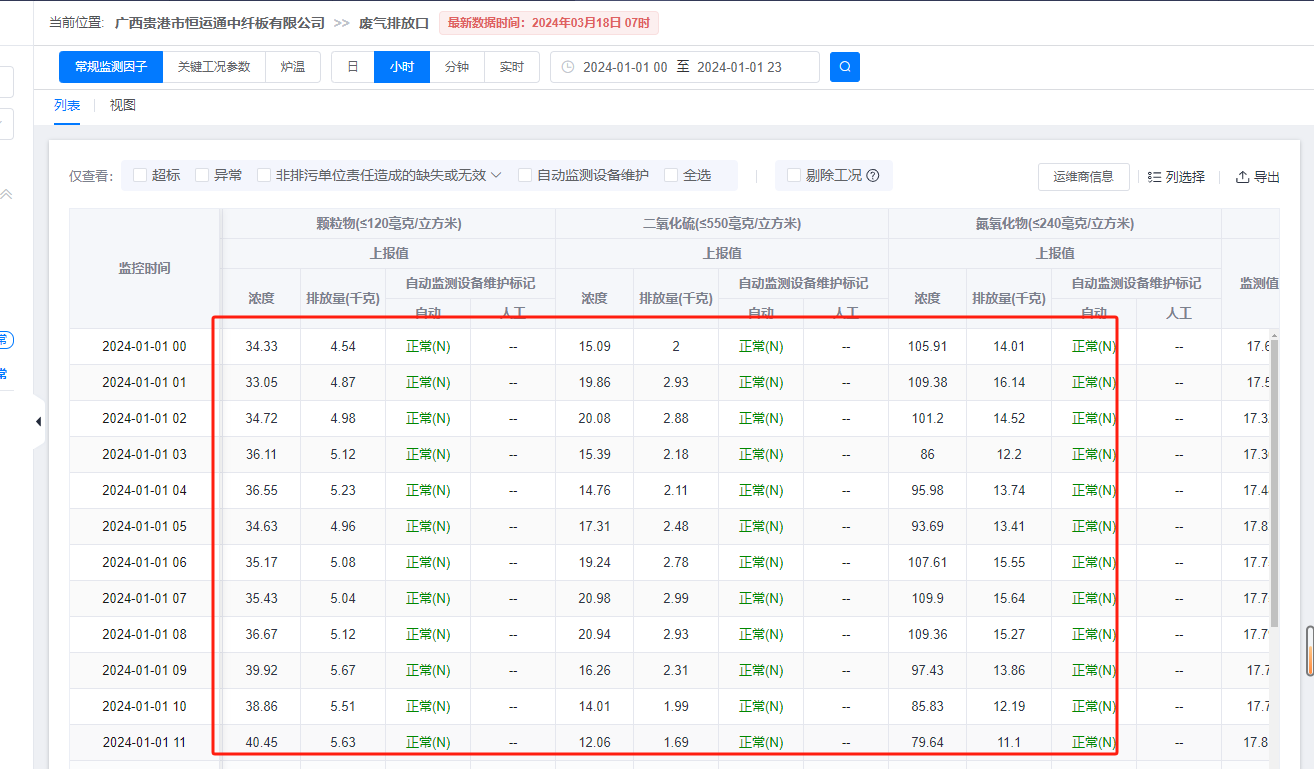 当前位置: 广西贵港市恒运通中纤板有限公司 >> 废气排放口 最新数据时间：2024年03月18日 07时
常规监测因子 关键工况参数 炉温 日 小时 分钟 实时 2024-01-01 00 至 2024-01-01 23
列表 视图
仅查看: 超标 异常 非排污单位责任造成的缺失或无效 自动监测设备维护 全选 剔除工况 运维商信息 列选择 导出
颗粒物(≤120毫克/立方米) 二氧化硫(≤550毫克/立方米) 氮氧化物(≤240毫克/立方米)
上报值 上报值 上报值
监控时间 自动监测设备维护标记 自动监测设备维护标记 自动监测设备维护标记 监测值
浓度 排放量(千克) 浓度 排放量(千克) 浓度 排放量(千克)
自动 人工 自动 人工 自动 人工
常
常
2024-01-01 00 34.33 4.54 正常(N) -- 15.09 2 正常(N) -- 105.91 14.01 正常(N) -- 17.6
2024-01-01 01 33.05 4.87 正常(N) -- 19.86 2.93 正常(N) -- 109.38 16.14 正常(N) -- 17.5
2024-01-01 02 34.72 4.98 正常(N) -- 20.08 2.88 正常(N) -- 101.2 14.52 正常(N) -- 17.3
2024-01-01 03 36.11 5.12 正常(N) -- 15.39 2.18 正常(N) -- 86 12.2 正常(N) -- 17.3
2024-01-01 04 36.55 5.23 正常(N) -- 14.76 2.11 正常(N) -- 95.98 13.74 正常(N) -- 17.4
2024-01-01 05 34.63 4.96 正常(N) -- 17.31 2.48 正常(N) -- 93.69 13.41 正常(N) -- 17.8
2024-01-01 06 35.17 5.08 正常(N) -- 19.24 2.78 正常(N) -- 107.61 15.55 正常(N) -- 17.7
2024-01-01 07 35.43 5.04 正常(N) -- 20.98 2.99 正常(N) -- 109.9 15.64 正常(N) -- 17.7
2024-01-01 08 36.67 5.12 正常(N) -- 20.94 2.93 正常(N) -- 109.36 15.27 正常(N) -- 17.7
2024-01-01 09 39.92 5.67 正常(N) -- 16.26 2.31 正常(N) -- 97.43 13.86 正常(N) -- 17.7
2024-01-01 10 38.86 5.51 正常(N) -- 14.01 1.99 正常(N) -- 85.83 12.19 正常(N) -- 17.7
2024-01-01 11 40.45 5.63 正常(N) -- 12.06 1.69 正常(N) -- 79.64 11.1 正常(N) -- 17.8